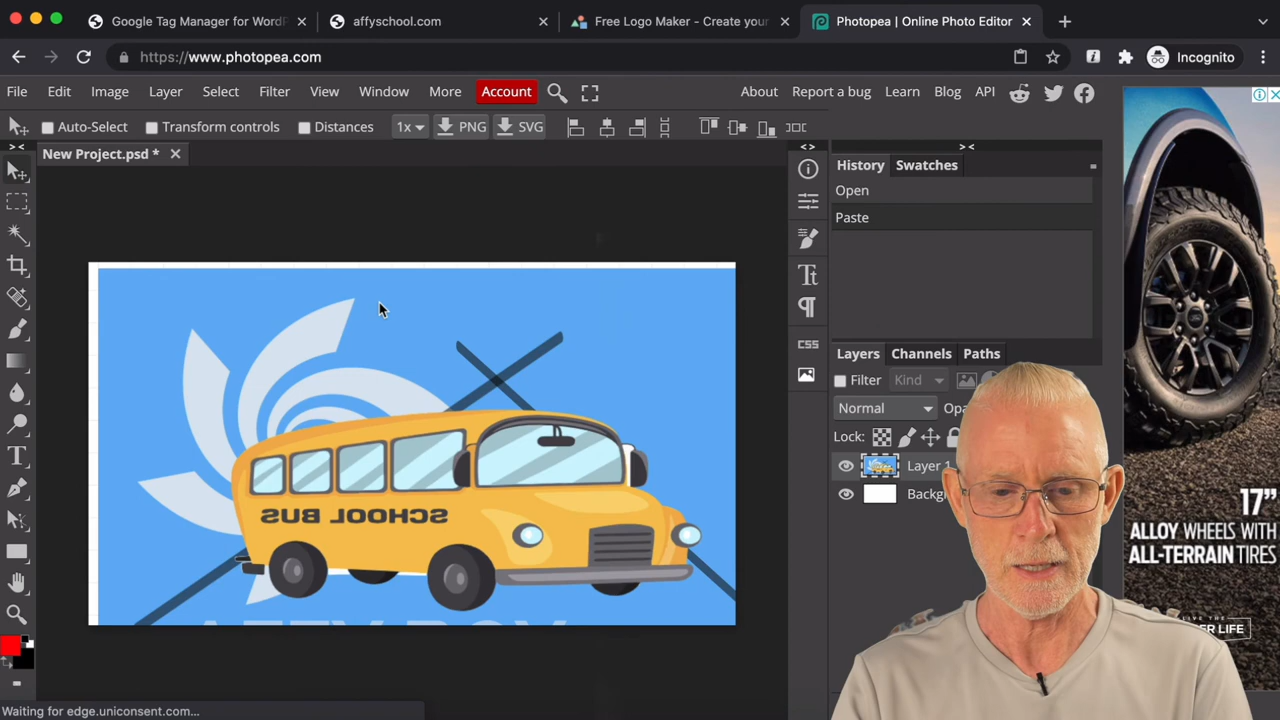 Google Tag Manager for WordP
affyschool.com
Free Logo Maker - Create your
Photopea | Online Photo Editor
https://www.photopea.com
Incognito
File Edit Image Layer Select Filter View Window More Account About Report a bug Learn Blog API
Auto-Select Transform controls Distances 1x PNG SVG
New Project.psd *
History Swatches
Open
Paste
SCHOOL BUS
Tt
CSS
Layers Channels Paths
Filter Kind
Normal
Lock:
Layer 1
17"
ALLOY WHEELS WITH
ALL-TERRAIN TIRES
Waiting for edge.uniconsent.com...